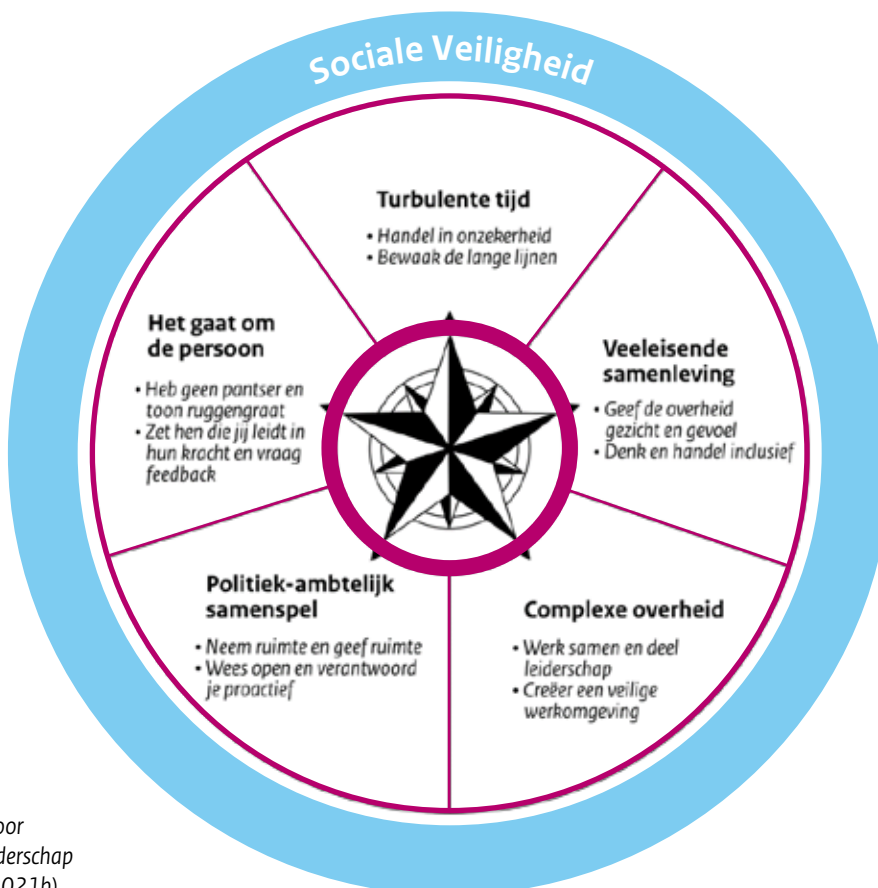 Sociale Veiligheid
Turbulente tijd
• Handel in onzekerheid
• Bewaak de lange lijnen
Het gaat om
de persoon
• Heb geen pantser en
toon ruggengraat
• Zet hen die jij leidt in
hun kracht en vraag
feedback
Veeleisende
samenleving
• Geef de overheid
gezicht en gevoel
• Denk en handel inclusief
Politiek-ambtelijk
samenspel
• Neem ruimte en geef ruimte
• Wees open en verantwoord
je proactief
Complexe overheid
• Werk samen en deel
leiderschap
• Creëer een veilige
werkomgeving
oor
derschap
021b)